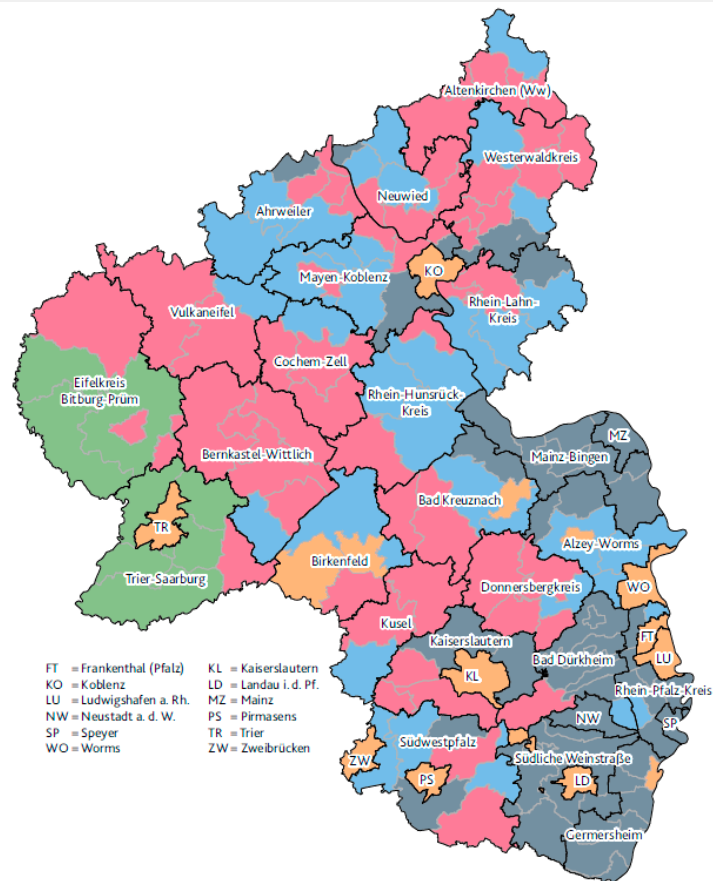 Altenkirchen (Ww)
Westerwaldkreis
Neuwied
Ahrweiler
KO
Mayen-Koblenz
Rhein-Lahn-
Kreis
Vulkaneifel
Cochem-Zell
Eifelkreis
Bitburg-Prüm
Rhein-Hunsrück-
Kreis
MZ
Mainz-Bingen
Bernkastel-Wittlich
Bad Kreuznach
TR
Alzey-Worms
Birkenfeld
Trier-Saarburg
Donnersbergkreis
WO
Kusel
FT
Kaiserslautern
LU
Bad Dürkheim
KL
Rhein-Pfalz-Kreis
NW
SP
Südwestpfalz
Südliche Weinstraße
ZW
PS
LD
Germersheim
FT = Frankenthal (Pfalz)
KO = Koblenz
LU = Ludwigshafen a. Rh.
NW = Neustadt a. d. W.
SP = Speyer
WO = Worms
KL = Kaiserslautern
LD = Landau i. d. Pf.
MZ = Mainz
PS = Pirmasens
TR = Trier
ZW = Zweibrücken